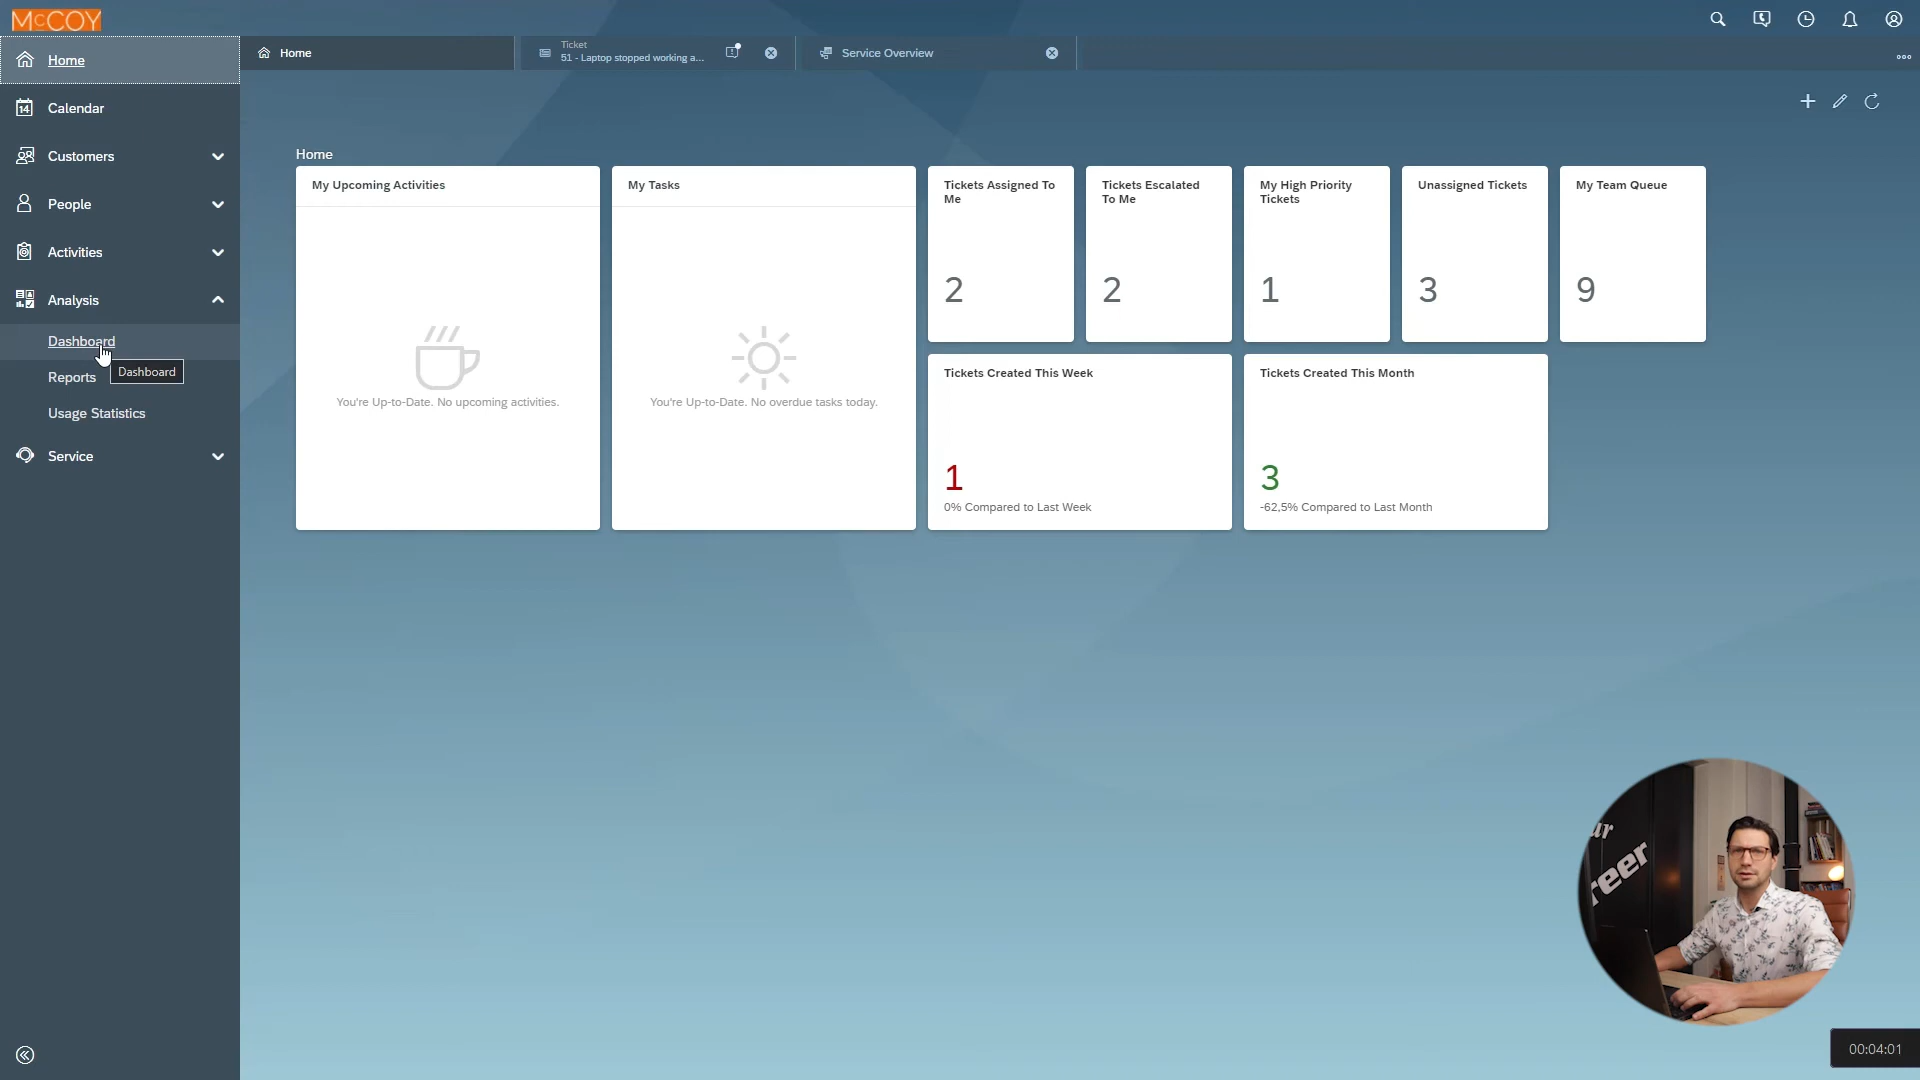 McCOY
Home
Calendar
Customers
People
Activities
Analysis
Dashboard
Dashboard
Reports
Usage Statistics
Service
Home
Ticket
51 - Laptop stopped working a...
Service Overview
Home
My Upcoming Activities
You're Up-to-Date. No upcoming activities.
My Tasks
You're Up-to-Date. No overdue tasks today.
Tickets Assigned To
Me
2
Tickets Escalated
To Me
2
My High Priority
Tickets
1
Unassigned Tickets
3
My Team Queue
9
Tickets Created This Week
1
0% Compared to Last Week
Tickets Created This Month
3
-62,5% Compared to Last Month
ur
reer
00:04:01
14